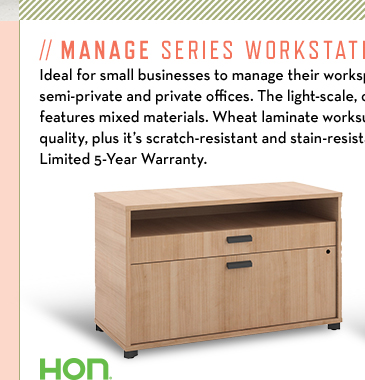 // MANAGE SERIES WORKSTATI
Ideal for small businesses to manage their worksp
semi-private and private offices. The light-scale,
features mixed materials. Wheat laminate worksu
quality, plus it's scratch-resistant and stain-resist
Limited 5-Year Warranty.
HON